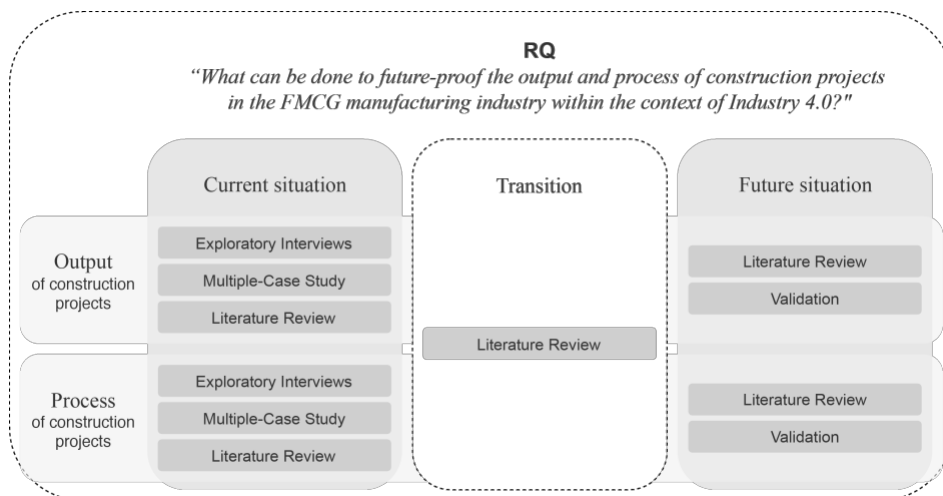 RQ
“What can be done to future-proof the output and process of construction projects
in the FMCG manufacturing industry within the context of Industry 4.0?"
Current situation
Transition
Future situation
Output
of construction
projects
Exploratory Interviews
Multiple-Case Study
Literature Review
Literature Review
Validation
Literature Review
Process
of construction
projects
Exploratory Interviews
Multiple-Case Study
Literature Review
Literature Review
Validation